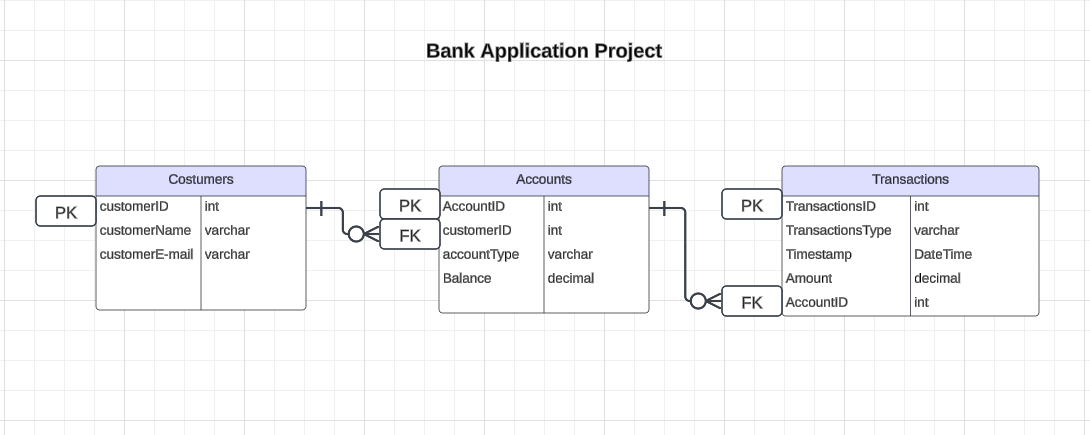 Bank Application Project
Costumers
PK
customerID int
customerName varchar
customerE-mail varchar
Accounts
PK
FK
AccountID int
customerID int
accountType varchar
Balance decimal
Transactions
PK
TransactionsID int
TransactionsType varchar
Timestamp DateTime
Amount decimal
FK
AccountID int